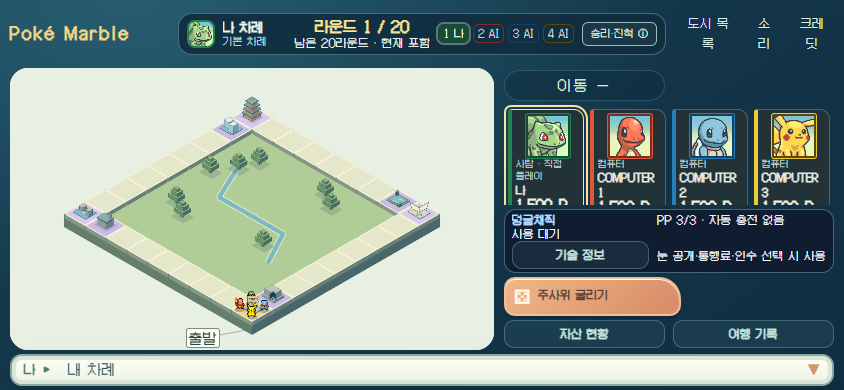 Poké Marble
나 차례
기본 차례
라운드 1 / 20
남은 20라운드 · 현재 포함
1 나
2 AI
3 AI
4 AI
승리·진척 ⓘ
도시 목
록
소
리
크레
딧
이동 —
사람 · 직접
플레이
나
컴퓨터
COMPUTER
1
컴퓨터
COMPUTER
2
컴퓨터
COMPUTER
3
덩굴채찍
사용 대기
PP 3/3 · 자동 충전 없음
기술 정보
눈 공개·통행료·인수 선택 시 사용
주사위 굴리기
자산 현황
여행 기록
출발
나 ▸ 내 차례